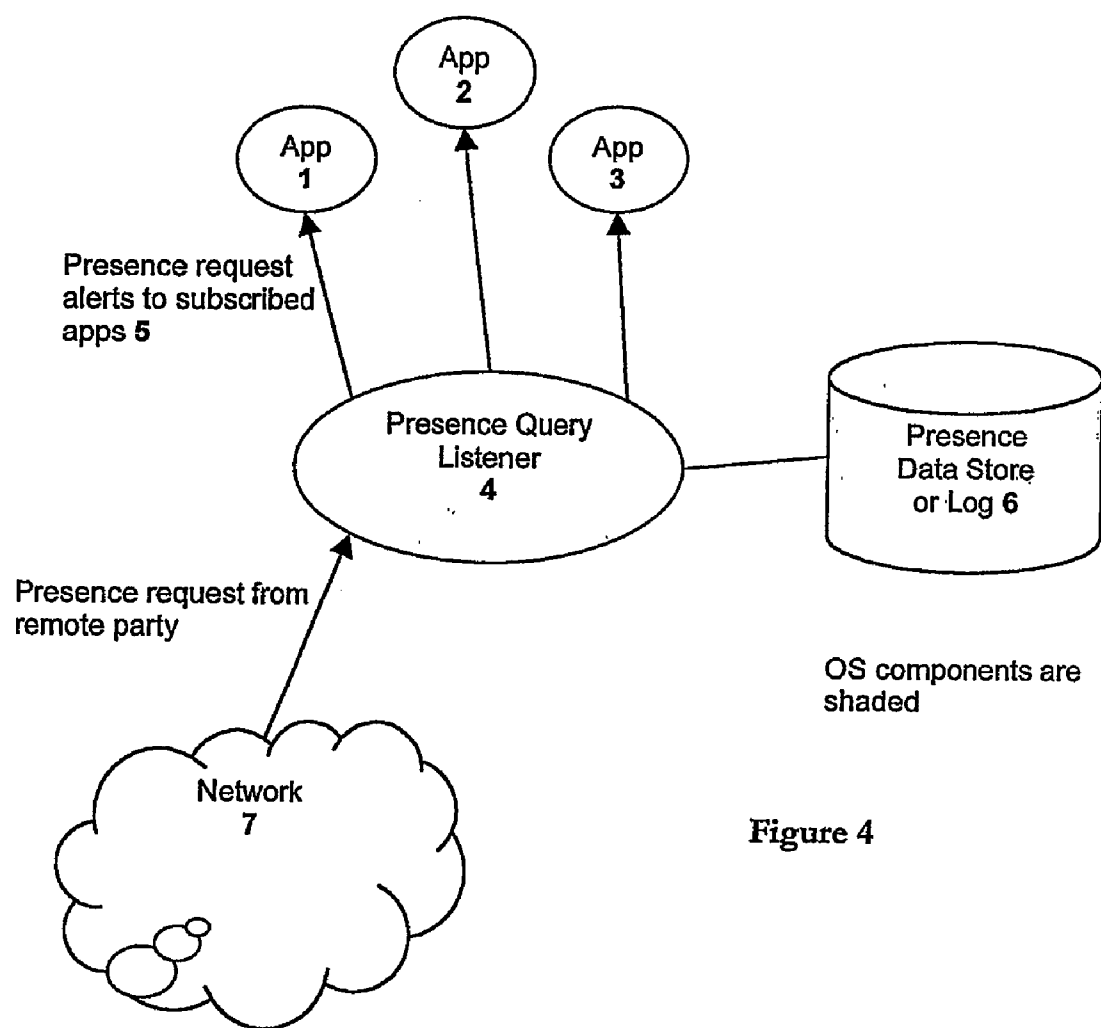 App
2
App
1
App
3
Presence request
alerts to subscribed
apps 5
Presence Query
Listener
4
Presence
Data Store
or Log 6
Presence request from
remote party
OS components are
shaded
Network
7
Figure 4